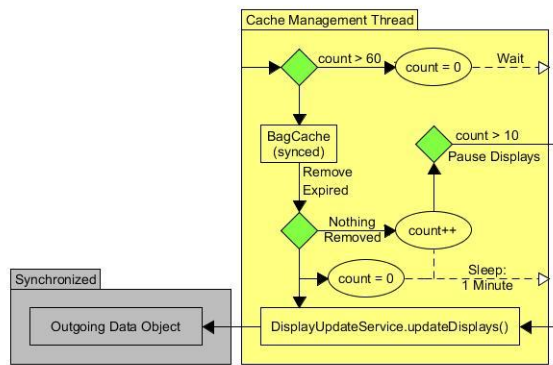 Cache Management Thread
count > 60
count = 0
Wait
BagCache
(synced)
count > 10
Pause Displays
Remove
Expired
Nothing
Removed
count++
count = 0
Sleep:
1 Minute
Synchronized
Outgoing Data Object
DisplayUpdateService.updateDisplays()